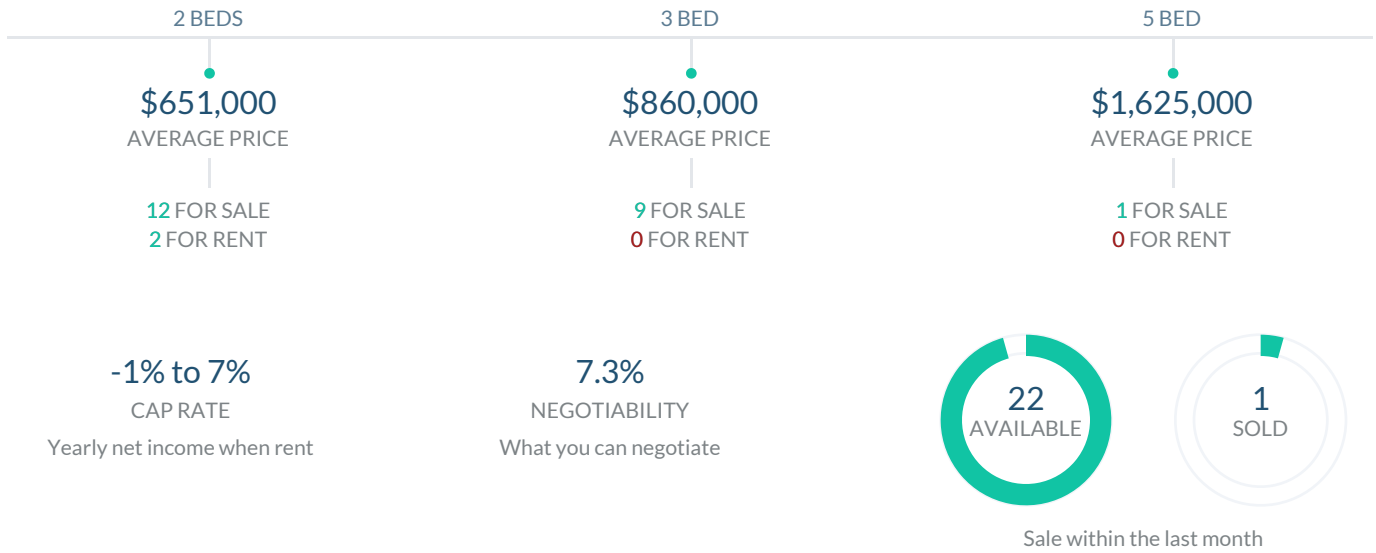 2 BEDS
$651,000
AVERAGE PRICE
12 FOR SALE
2 FOR RENT
3 BED
$860,000
AVERAGE PRICE
9 FOR SALE
0 FOR RENT
5 BED
$1,625,000
AVERAGE PRICE
1 FOR SALE
0 FOR RENT
-1% to 7%
CAP RATE
Yearly net income when rent
7.3%
NEGOTIABILITY
What you can negotiate
22
AVAILABLE
1
SOLD
Sale within the last month